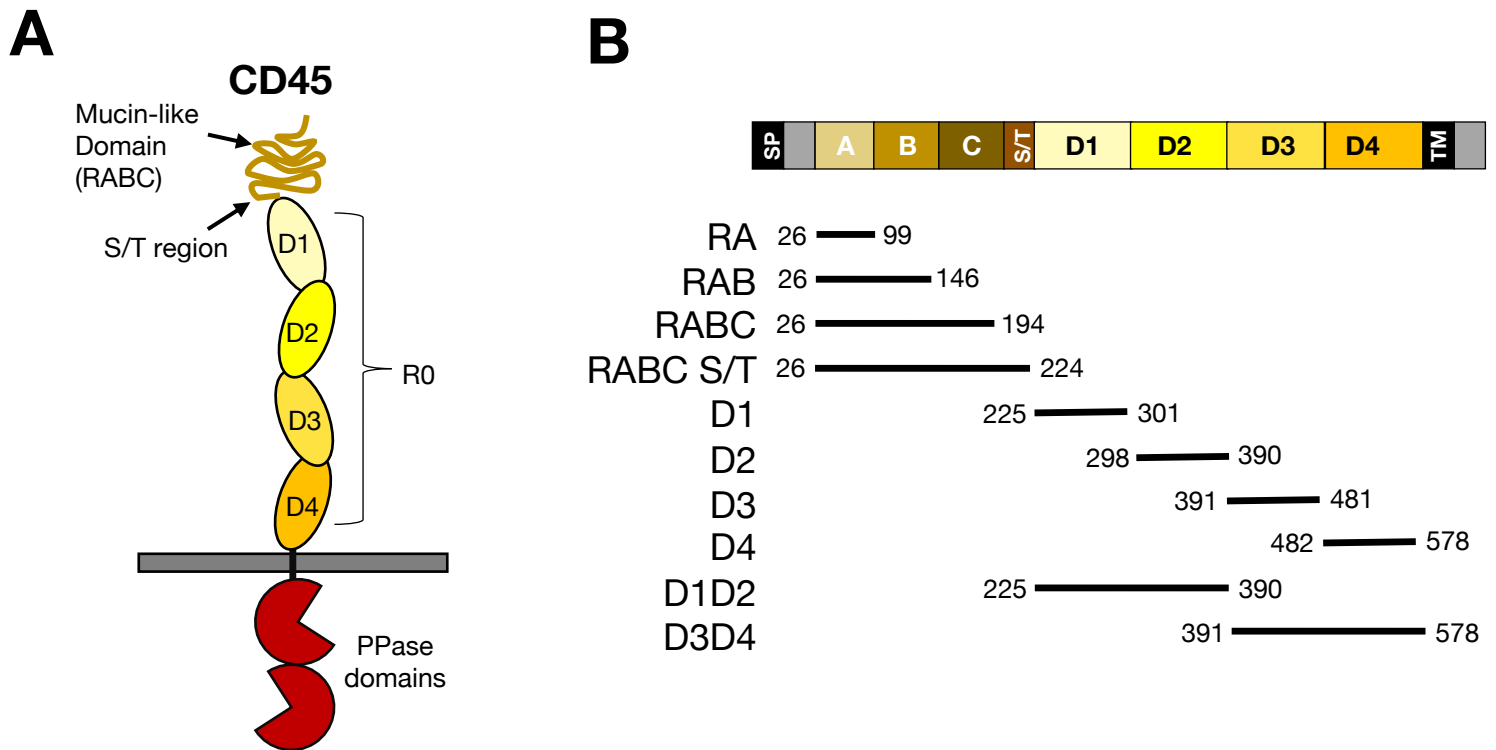 A
CD45
Mucin-like
Domain
(RABC)
S/T region
D1
D2
D3
D4
R0
PPase
domains
B
SP A B C S/T D1 D2 D3 D4 TM
RA 26 99
RAB 26 146
RABC 26 194
RABC S/T 26 224
D1 225 301
D2 298 390
D3 391 481
D4 482 578
D1D2 225 390
D3D4 391 578